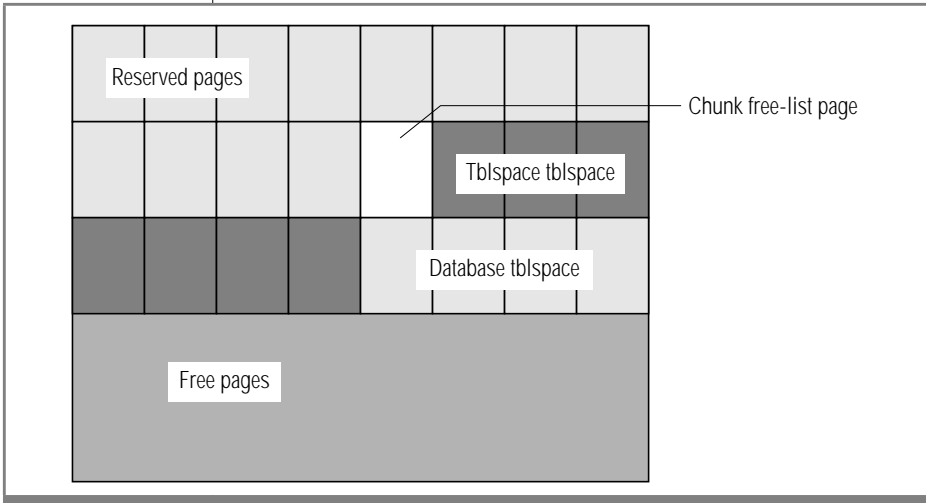 Reserved pages
Chunk free-list page
Tblspace tblspace
Database tblspace
Free pages